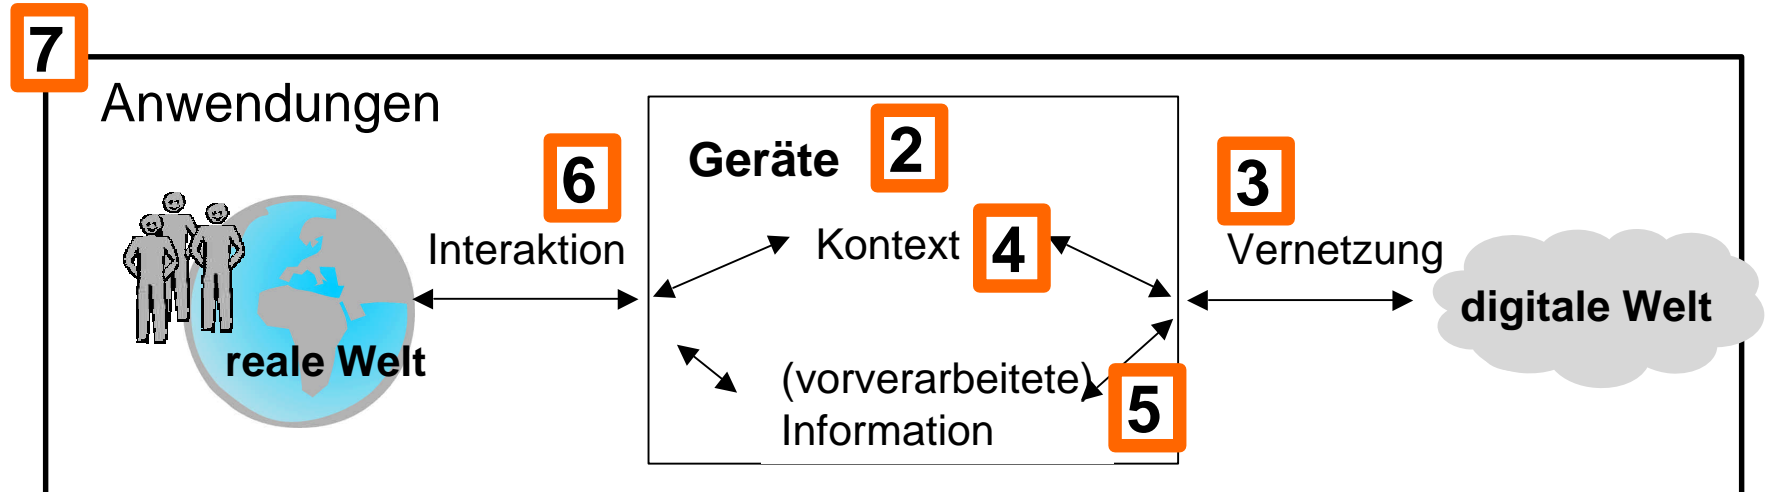 7
Anwendungen
Geräte 2
6
3
Interaktion
Kontext 4
Vernetzung
digitale Welt
reale Welt
(vorverarbeitete)
Information 5